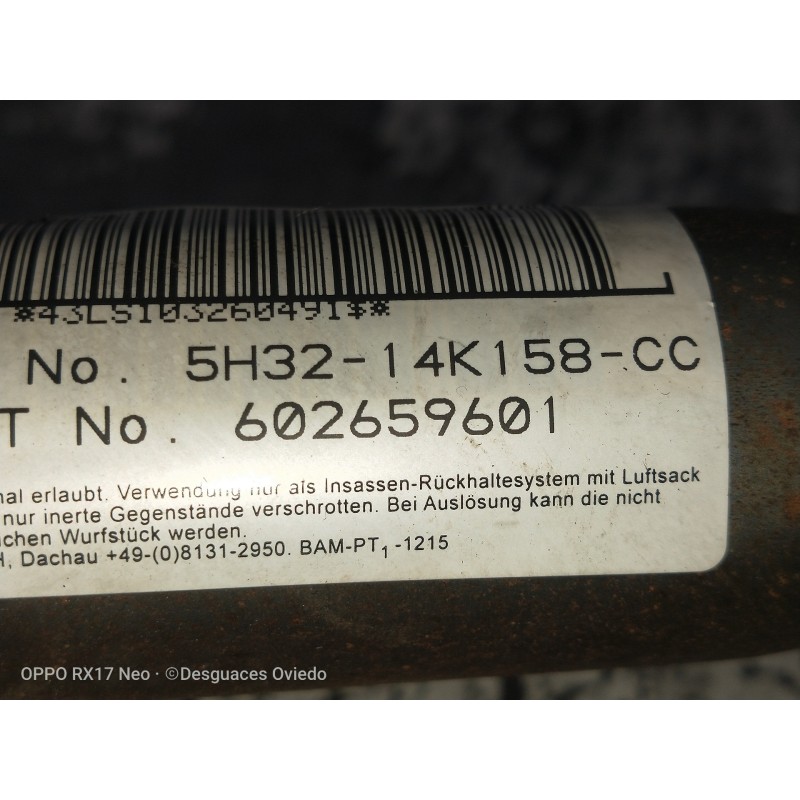 *43LS103260491$*
No. 5H32-14K158-CC
T No. 602659601
nal erlaubt. Verwendung nur als Insassen-Rückhaltesystem mit Luftsack
nur inerte Gegenstände verschrotten. Bei Auslösung kann die nicht
chen Wurfstück werden.
H, Dachau +49-(0)8131-2950. BAM-PT₁ -1215
OPPO RX17 Neo · ©Desguaces Oviedo